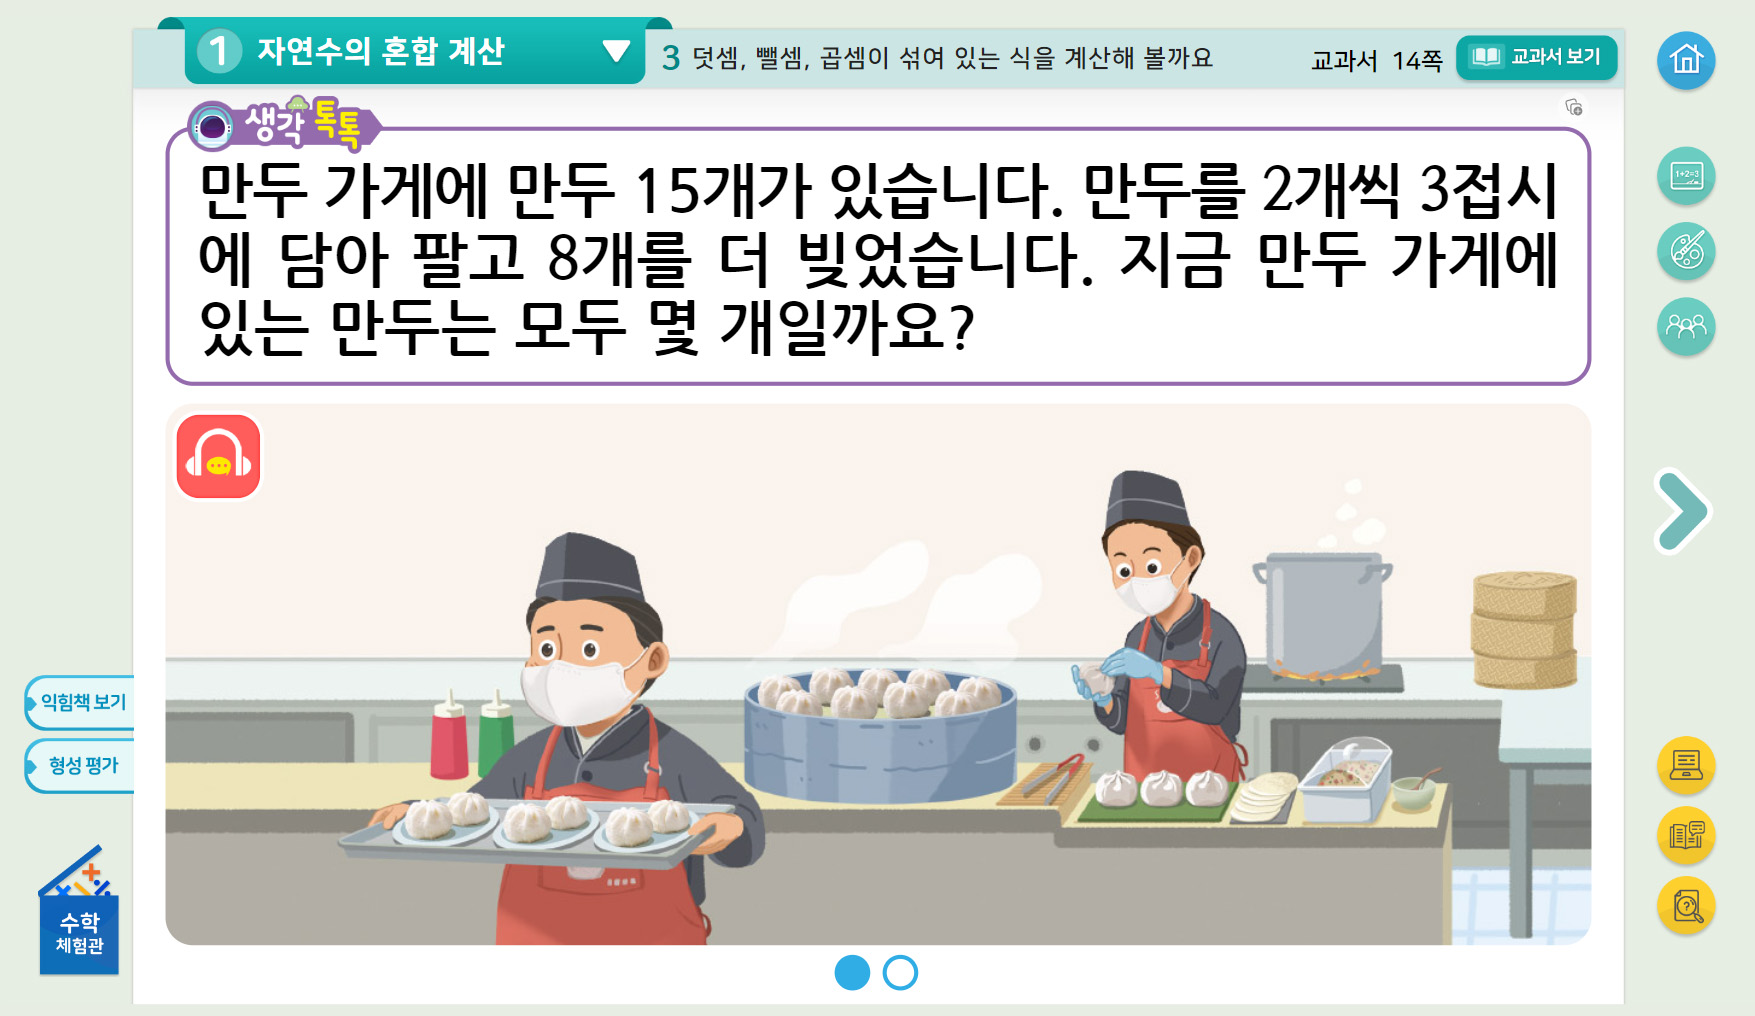 1 자연수의 혼합 계산
3 덧셈, 뺄셈, 곱셈이 섞여 있는 식을 계산해 볼까요
교과서 14쪽
교과서 보기
생각 톡톡
만두 가게에 만두 15개가 있습니다. 만두를 2개씩 3접시
에 담아 팔고 8개를 더 빚었습니다. 지금 만두 가게에
있는 만두는 모두 몇 개일까요?
1+2=3
익힘책 보기
형성 평가
수학
체험관
?